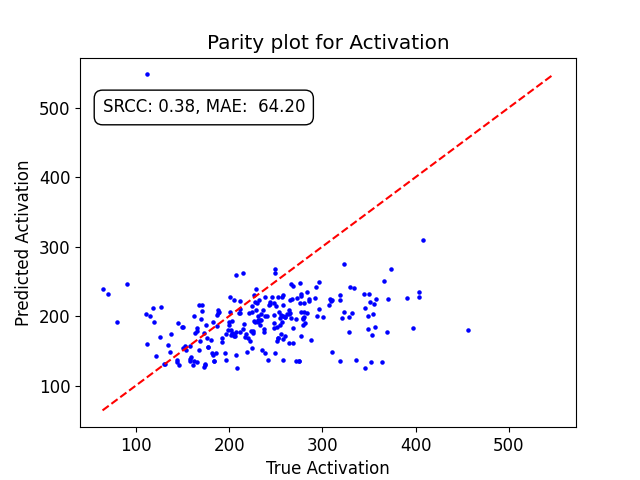 Parity plot for Activation
SRCC: 0.38, MAE:  64.20
Predicted Activation
500
400
300
200
100
100 200 300 400 500
True Activation